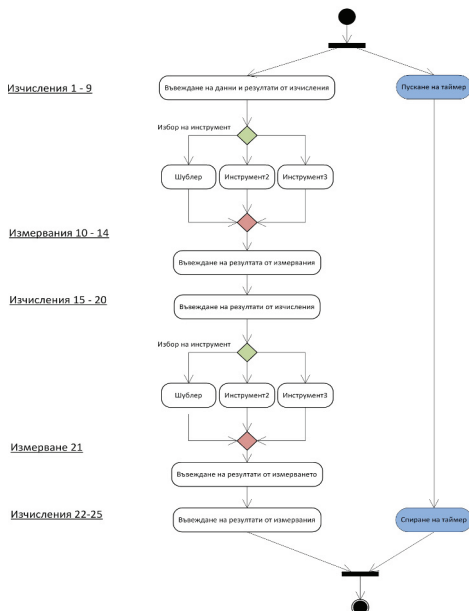 Изчисления 1 - 9
Въвеждане на данни и резултати от изчисления
Пускане на таймер
Избор на инструмент
Шублер
Инструмент2
Инструмент3
Измервания 10 - 14
Въвеждане на резултата от измервания
Изчисления 15 - 20
Въвеждане на резултати от изчисления
Избор на инструмент
Шублер
Инструмент2
Инструмент3
Измерване 21
Въвеждане на резултати от измерването
Изчисления 22-25
Въвеждане на резултати от измервания
Спиране на таймер